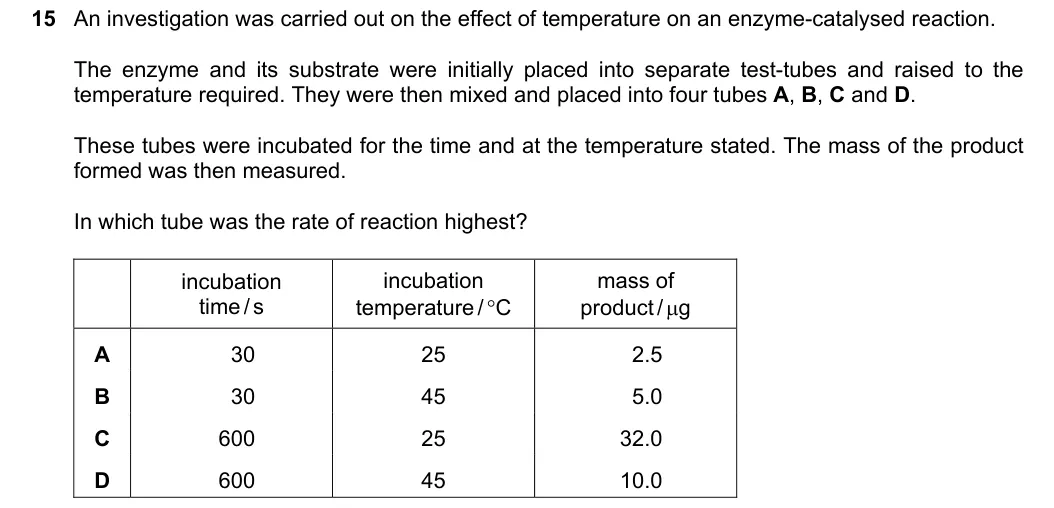 15 An investigation was carried out on the effect of temperature on an enzyme-catalysed reaction.
The enzyme and its substrate were initially placed into separate test-tubes and raised to the
temperature required. They were then mixed and placed into four tubes A, B, C and D.
These tubes were incubated for the time and at the temperature stated. The mass of the product
formed was then measured.
In which tube was the rate of reaction highest?
incubation time / s incubation temperature / °C mass of product / µg
A 30 25 2.5
B 30 45 5.0
C 600 25 32.0
D 600 45 10.0